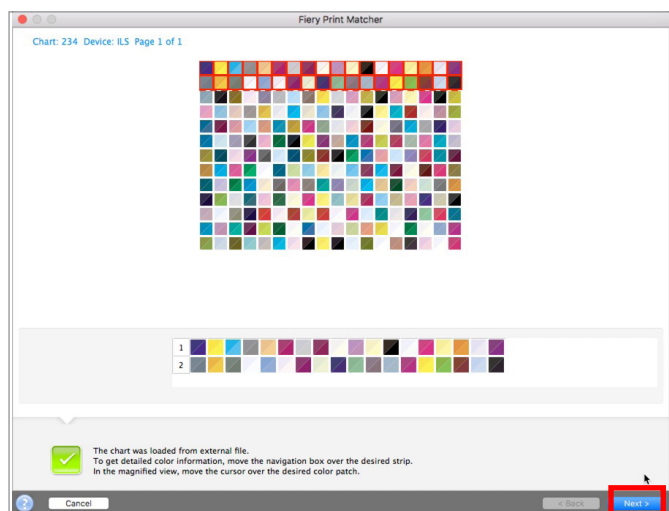 Fiery Print Matcher
Chart: 234 Device: ILS Page 1 of 1
1
2
The chart was loaded from external file.
To get detailed color information, move the navigation box over the desired strip.
In the magnified view, move the cursor over the desired color patch.
? Cancel < Back Next >